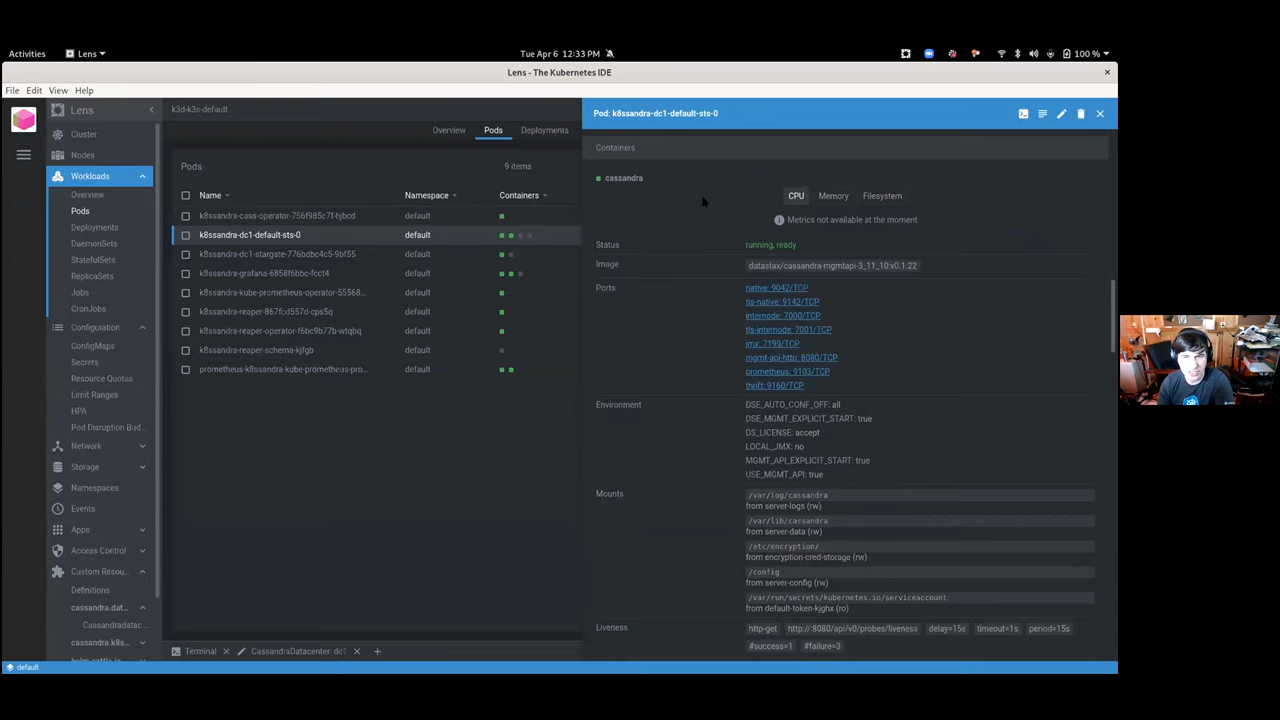 Activities
Lens
Tue Apr 6 12:33 PM
100 %
Lens - The Kubernetes IDE
File Edit View Help
Lens
Cluster
Nodes
Workloads
Overview
Pods
Deployments
DaemonSets
StatefulSets
ReplicaSets
Jobs
CronJobs
Configuration
ConfigMaps
Secrets
Resource Quotas
Limit Ranges
HPA
Pod Disruption Bud...
Network
Storage
Namespaces
Events
Apps
Access Control
Custom Resou...
Definitions
cassandra.dat...
Cassandradatac...
cassandra.k8s...
k3d-k3s-default
Overview Pods Deployments
Pods 9 items
Name Namespace Containers
k8ssandra-cass-operator-756f985c7f-hjbcd default
k8ssandra-dc1-default-sts-0 default
k8ssandra-dc1-stargate-776bdbc4c5-9bf55 default
k8ssandra-grafana-6858f6bbc-fcct4 default
k8ssandra-kube-prometheus-operator-55568... default
k8ssandra-reaper-867fcd557d-cps5q default
k8ssandra-reaper-operator-f6bc9b77b-wtqbq default
k8ssandra-reaper-schema-kjfgb default
prometheus-k8ssandra-kube-prometheus-pro... default
Terminal
CassandraDatacenter: dc1
default
Pod: k8ssandra-dc1-default-sts-0
Containers
cassandra
CPU Memory Filesystem
Metrics not available at the moment
Status running, ready
Image datastax/cassandra-mgmtapi-3_11_10:v0.1.22
Ports native: 9042/TCP
tls-native: 9142/TCP
internode: 7000/TCP
tls-internode: 7001/TCP
jmx: 7199/TCP
mgmt-api-http: 8080/TCP
prometheus: 9103/TCP
thrift: 9160/TCP
Environment DSE_AUTO_CONF_OFF: all
DSE_MGMT_EXPLICIT_START: true
DS_LICENSE: accept
LOCAL_JMX: no
MGMT_API_EXPLICIT_START: true
USE_MGMT_API: true
Mounts /var/log/cassandra
from server-logs (rw)
/var/lib/cassandra
from server-data (rw)
/etc/encryption/
from encryption-cred-storage (rw)
/config
from server-config (rw)
/var/run/secrets/kubernetes.io/serviceaccount
from default-token-kjghx (ro)
Liveness http-get http://:8080/api/v0/probes/liveness delay=15s timeout=1s period=15s
#success=1 #failure=3